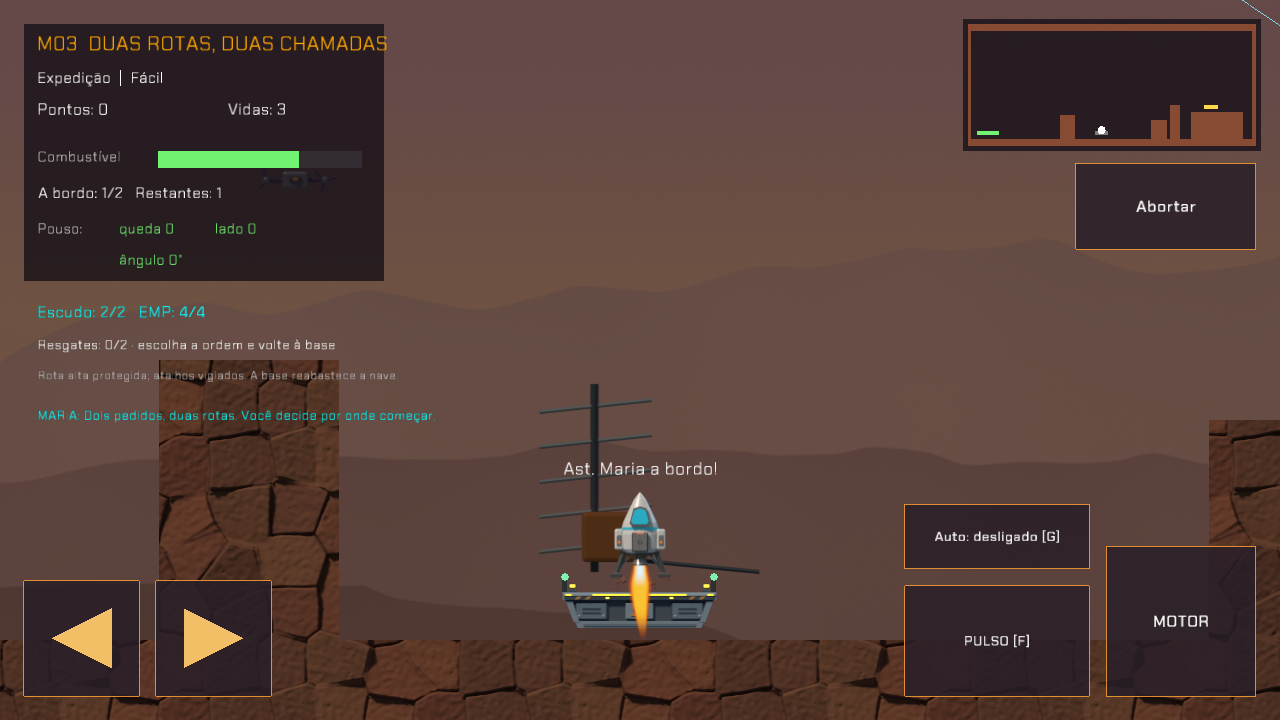 M03 DUAS ROTAS, DUAS CHAMADAS
Expedição | Fácil
Pontos: 0 Vidas: 3
Combustível
A bordo: 1/2 Restantes: 1
Pouso: queda 0 lado 0
ângulo 0°
Escudo: 2/2 EMP: 4/4
Resgates: 0/2 · escolha a ordem e volte à base
Rota alta protegida; atalhos vigiados. A base reabastece a nave
MAR A: Dois pedidos, duas rotas. Você decide por onde começar.
Abortar
Ast. Maria a bordo!
Auto: desligado [G]
PULSO [F]
MOTOR